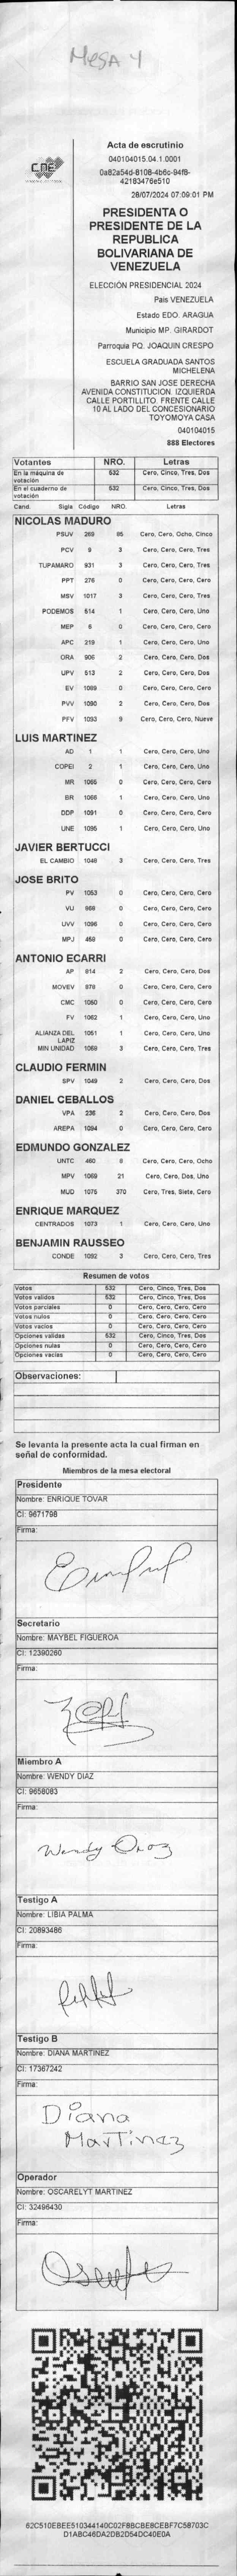 MESA 4
CNE
Acta de escrutinio
040104015.04.1.0001
0a82a54d-8108-4b6c-94f8-
42183476e510
28/07/2024 07:09:01 PM
PRESIDENTA O
PRESIDENTE DE LA
REPUBLICA
BOLIVARIANA DE
VENEZUELA
ELECCIÓN PRESIDENCIAL 2024
País VENEZUELA
Estado EDO. ARAGUA
Municipio MP. GIRARDOT
Parroquia PQ. JOAQUIN CRESPO
ESCUELA GRADUADA SANTOS
MICHELENA
BARRIO SAN JOSE DERECHA
AVENIDA CONSTITUCION. IZQUIERDA
CALLE PORTILLITO. FRENTE CALLE
10 AL LADO DEL CONCESIONARIO
TOYOMOYA CASA
040104015
888 Electores
Votantes NRO. Letras
En la máquina de votación 532 Cero, Cinco, Tres, Dos
En el cuaderno de votación 532 Cero, Cinco, Tres, Dos
Cand. Sigla Código NRO. Letras
NICOLAS MADURO
PSUV 269 85 Cero, Cero, Ocho, Cinco
PCV 9 3 Cero, Cero, Cero, Tres
TUPAMARO 931 3 Cero, Cero, Cero, Tres
PPT 276 0 Cero, Cero, Cero, Cero
MSV 1017 3 Cero, Cero, Cero, Tres
PODEMOS 514 1 Cero, Cero, Cero, Uno
MEP 6 0 Cero, Cero, Cero, Cero
APC 219 1 Cero, Cero, Cero, Uno
ORA 906 2 Cero, Cero, Cero, Dos
UPV 513 2 Cero, Cero, Cero, Dos
EV 1089 0 Cero, Cero, Cero, Cero
PVV 1090 2 Cero, Cero, Cero, Dos
PFV 1093 9 Cero, Cero, Cero, Nueve
LUIS MARTINEZ
AD 1 1 Cero, Cero, Cero, Uno
COPEI 2 1 Cero, Cero, Cero, Uno
MR 1065 0 Cero, Cero, Cero, Cero
BR 1066 1 Cero, Cero, Cero, Uno
DDP 1091 0 Cero, Cero, Cero, Cero
UNE 1095 1 Cero, Cero, Cero, Uno
JAVIER BERTUCCI
EL CAMBIO 1048 3 Cero, Cero, Cero, Tres
JOSE BRITO
PV 1053 0 Cero, Cero, Cero, Cero
VU 968 0 Cero, Cero, Cero, Cero
UVV 1096 0 Cero, Cero, Cero, Cero
MPJ 458 0 Cero, Cero, Cero, Cero
ANTONIO ECARRI
AP 814 2 Cero, Cero, Cero, Dos
MOVEV 878 0 Cero, Cero, Cero, Cero
CMC 1050 0 Cero, Cero, Cero, Cero
FV 1062 1 Cero, Cero, Cero, Uno
ALIANZA DEL LAPIZ 1051 1 Cero, Cero, Cero, Uno
MIN UNIDAD 1058 3 Cero, Cero, Cero, Tres
CLAUDIO FERMIN
SPV 1049 2 Cero, Cero, Cero, Dos
DANIEL CEBALLOS
VPA 236 2 Cero, Cero, Cero, Dos
AREPA 1094 0 Cero, Cero, Cero, Cero
EDMUNDO GONZALEZ
UNTC 460 8 Cero, Cero, Cero, Ocho
MPV 1069 21 Cero, Cero, Dos, Uno
MUD 1075 370 Cero, Tres, Siete, Cero
ENRIQUE MARQUEZ
CENTRADOS 1073 1 Cero, Cero, Cero, Uno
BENJAMIN RAUSSEO
CONDE 1092 3 Cero, Cero, Cero, Tres
Resumen de votos
Votos 532 Cero, Cinco, Tres, Dos
Votos validos 532 Cero, Cinco, Tres, Dos
Votos parciales 0 Cero, Cero, Cero, Cero
Votos nulos 0 Cero, Cero, Cero, Cero
Votos vacíos 0 Cero, Cero, Cero, Cero
Opciones validas 532 Cero, Cinco, Tres, Dos
Opciones nulas 0 Cero, Cero, Cero, Cero
Opciones vacías 0 Cero, Cero, Cero, Cero
Observaciones:
Se levanta la presente acta la cual firman en
señal de conformidad.
Miembros de la mesa electoral
Presidente
Nombre: ENRIQUE TOVAR
CI: 9671798
Firma:
Secretario
Nombre: MAYBEL FIGUEROA
CI: 12390260
Firma:
Miembro A
Nombre: WENDY DIAZ
CI: 9658083
Firma:
Wendy Diaz
Testigo A
Nombre: LIBIA PALMA
CI: 20893486
Firma:
Testigo B
Nombre: DIANA MARTINEZ
CI: 17367242
Firma:
Diana
Martinez
Operador
Nombre: OSCARELYT MARTINEZ
CI: 32496430
Firma:
62C510EBEE510344140C02F8BCBE8CEBF7C58703C
D1ABC46DA2DB2D54DC40E0A